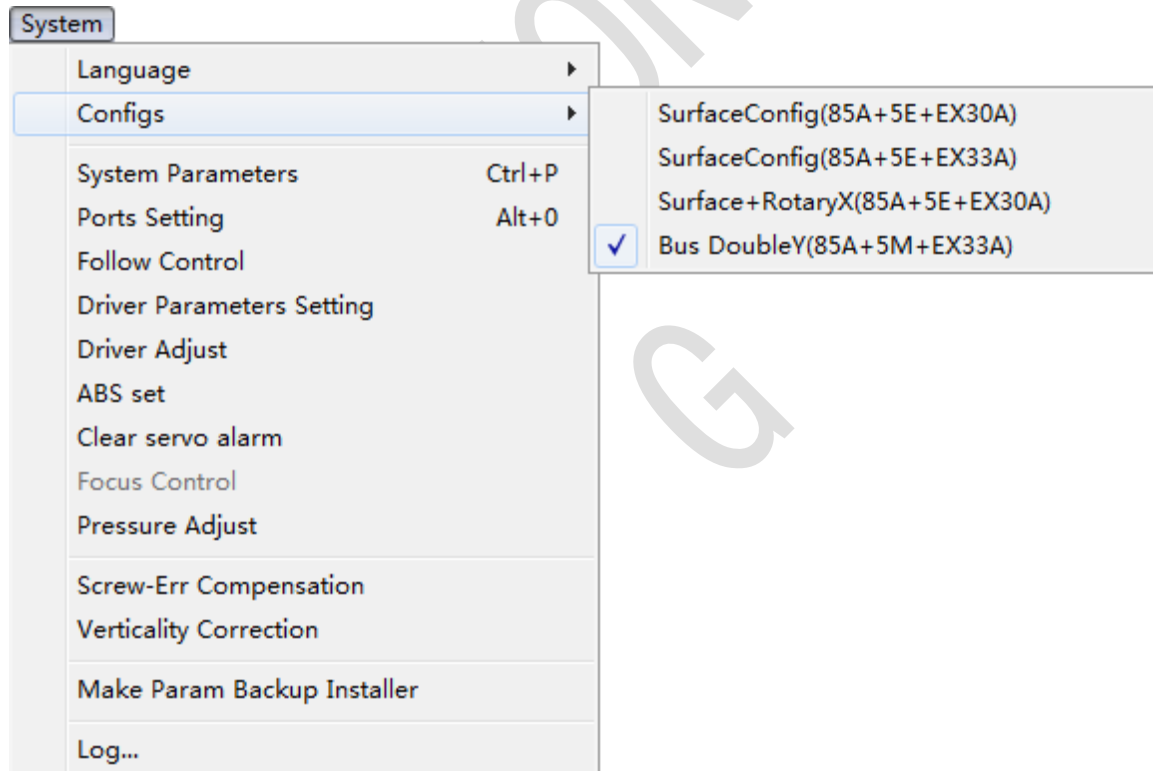 System
Language
Configs
System Parameters Ctrl+P
Ports Setting Alt+0
Follow Control
Driver Parameters Setting
Driver Adjust
ABS set
Clear servo alarm
Focus Control
Pressure Adjust
Screw-Err Compensation
Verticality Correction
Make Param Backup Installer
Log...
SurfaceConfig(85A+5E+EX30A)
SurfaceConfig(85A+5E+EX33A)
Surface+RotaryX(85A+5E+EX30A)
Bus DoubleY(85A+5M+EX33A)